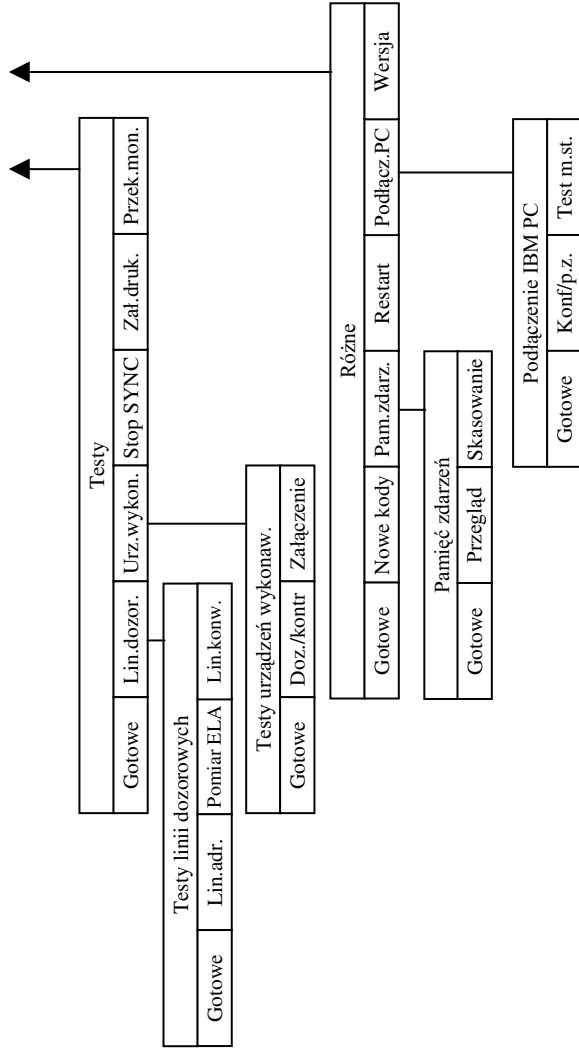 Testy
Gotowe Lin.dozor. Urz.wykon. Stop SYNC Zał.druk. Przek.mon.
Testy linii dozorowych
Gotowe Lin.adr. Pomiar ELA Lin.konw.
Testy urządzeń wykonaw.
Gotowe Doz./kontr Załączenie
Różne
Gotowe Nowe kody Pam.zdarz. Restart Podłącz.PC Wersja
Pamięć zdarzeń
Gotowe Przegląd Skasowanie
Podłączenie IBM PC
Gotowe Konf/p.z. Test m.st.